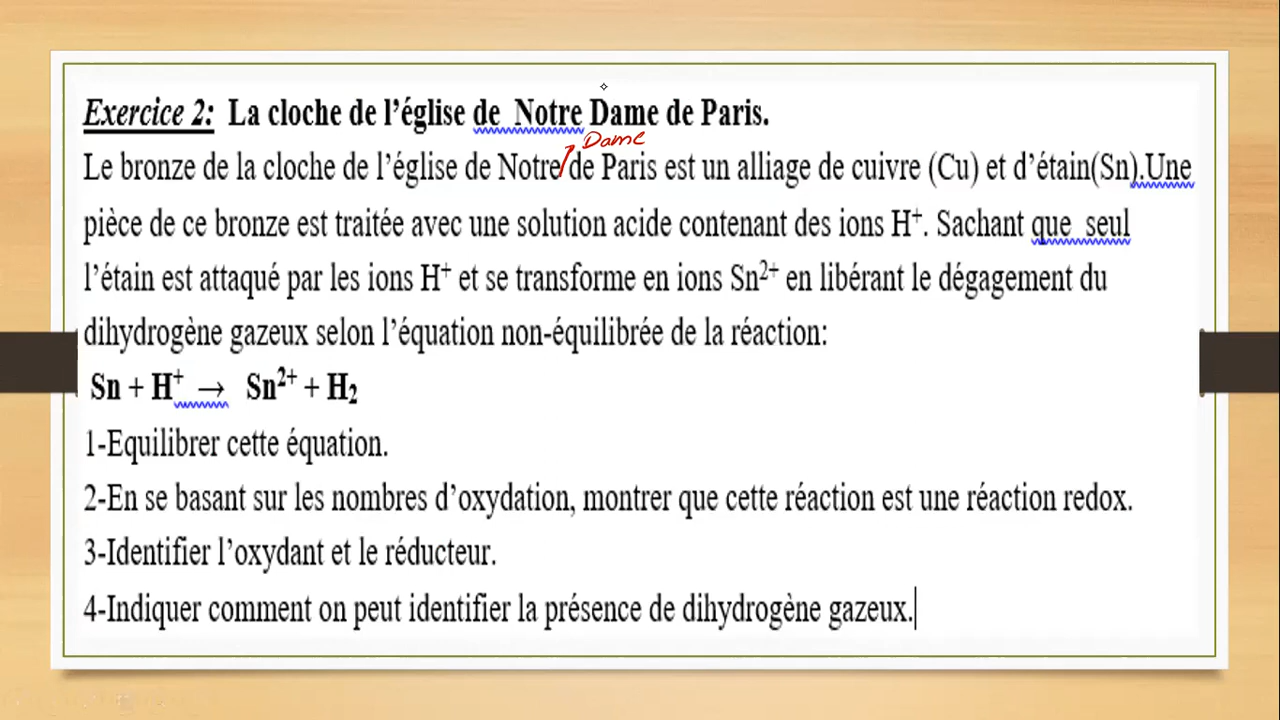 Exercice 2: La cloche de l’église de Notre Dame de Paris.
Dame
Le bronze de la cloche de l’église de Notre de Paris est un alliage de cuivre (Cu) et d’étain(Sn).Une
pièce de ce bronze est traitée avec une solution acide contenant des ions H⁺. Sachant que seul
l’étain est attaqué par les ions H⁺ et se transforme en ions Sn²⁺ en libérant le dégagement du
dihydrogène gazeux selon l’équation non-équilibrée de la réaction:
Sn + H⁺ → Sn²⁺ + H₂
1-Equilibrer cette équation.
2-En se basant sur les nombres d’oxydation, montrer que cette réaction est une réaction redox.
3-Identifier l’oxydant et le réducteur.
4-Indiquer comment on peut identifier la présence de dihydrogène gazeux.